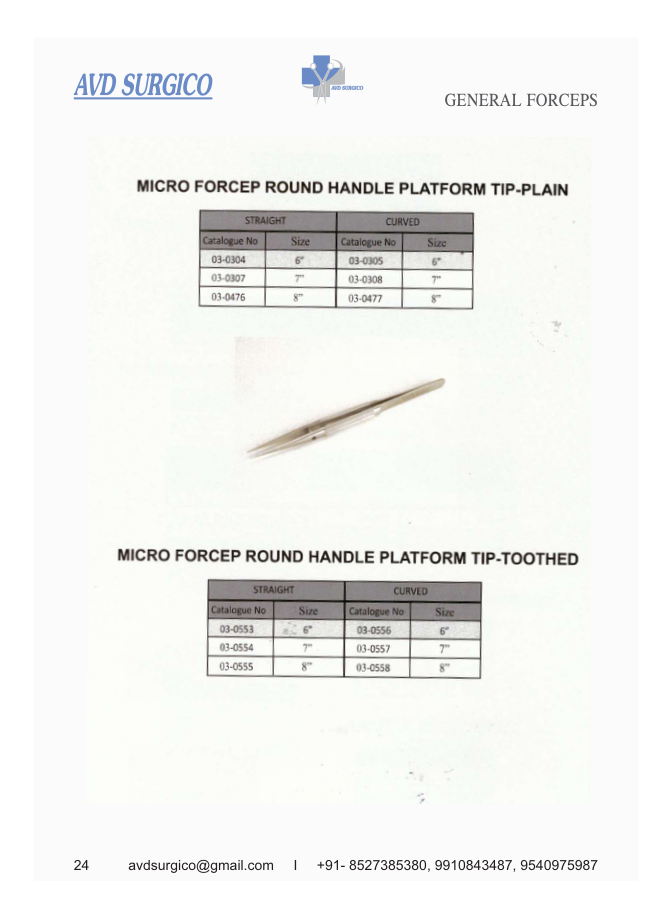 AVD SURGICO
AVD SURGICO
GENERAL FORCEPS
MICRO FORCEP ROUND HANDLE PLATFORM TIP-PLAIN
STRAIGHT CURVED
Catalogue No Size Catalogue No Size
03-0304 6" 03-0305 6"
03-0307 7" 03-0308 7"
03-0476 8" 03-0477 8"
MICRO FORCEP ROUND HANDLE PLATFORM TIP-TOOTHED
STRAIGHT CURVED
Catalogue No Size Catalogue No Size
03-0553 6" 03-0556 6"
03-0554 7" 03-0557 7"
03-0555 8" 03-0558 8"
24 avdsurgico@gmail.com I +91- 8527385380, 9910843487, 9540975987